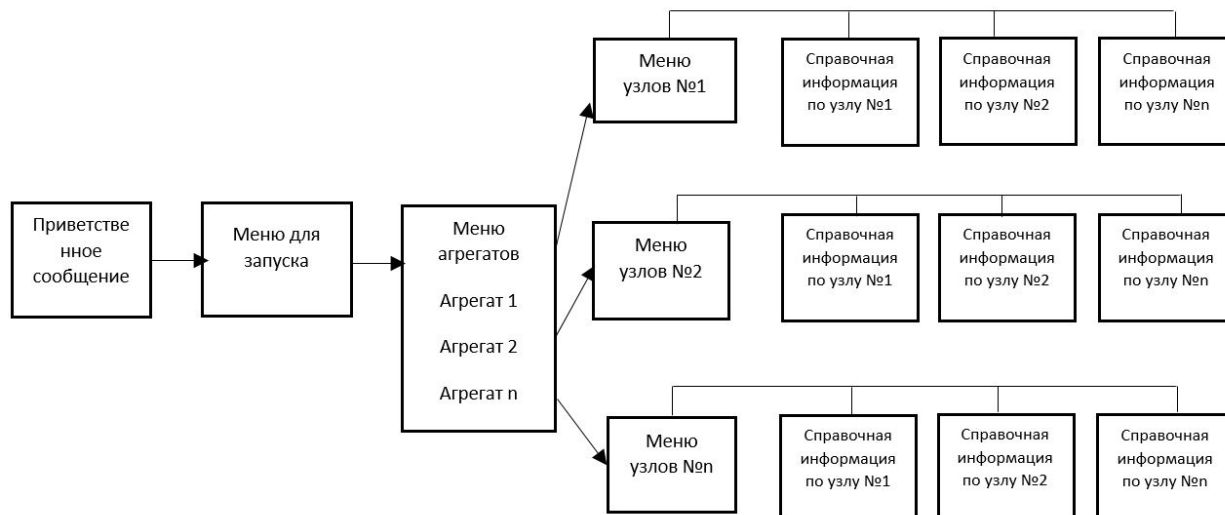 Приветстве
нное
сообщение
Меню для
запуска
Меню
агрегатов
Агрегат 1
Агрегат 2
Агрегат n
Меню
узлов №1
Справочная
информация
по узлу №1
Справочная
информация
по узлу №2
Справочная
информация
по узлу №n
Меню
узлов №2
Справочная
информация
по узлу №1
Справочная
информация
по узлу №2
Справочная
информация
по узлу №n
Меню
узлов №n
Справочная
информация
по узлу №1
Справочная
информация
по узлу №2
Справочная
информация
по узлу №n